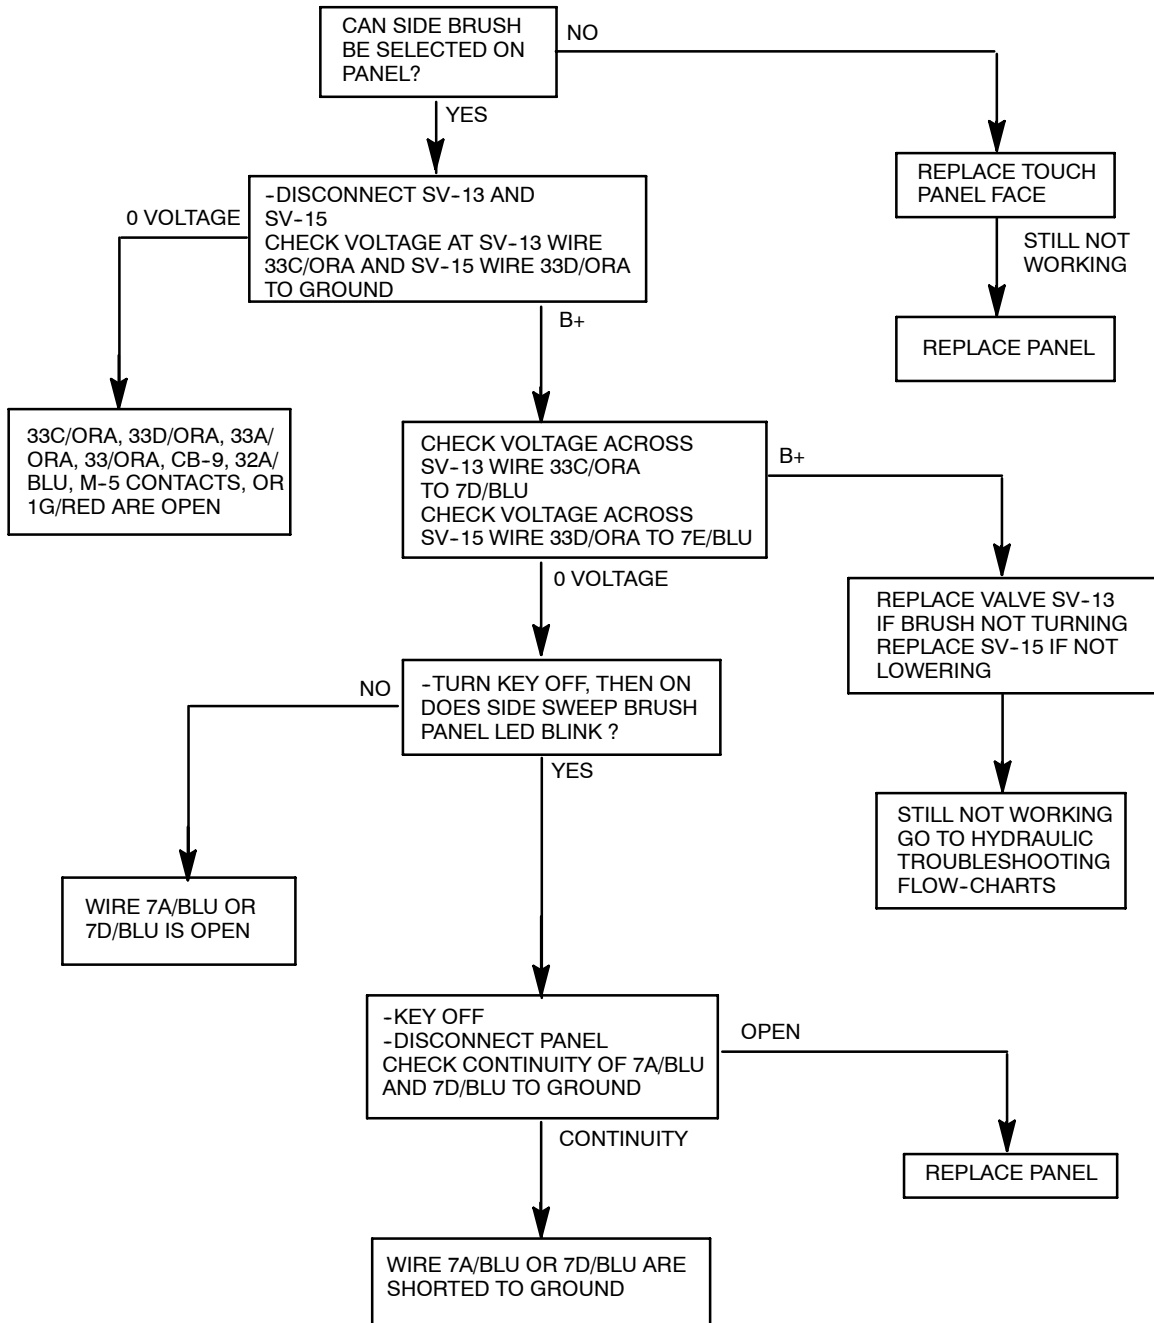 CAN SIDE BRUSH
BE SELECTED ON
PANEL?
NO
YES
REPLACE TOUCH
PANEL FACE
STILL NOT
WORKING
REPLACE PANEL
--DISCONNECT SV--13 AND
SV--15
CHECK VOLTAGE AT SV--13 WIRE
33C/ORA AND SV--15 WIRE 33D/ORA
TO GROUND
0 VOLTAGE
B+
33C/ORA, 33D/ORA, 33A/
ORA, 33/ORA, CB--9, 32A/
BLU, M--5 CONTACTS, OR
1G/RED ARE OPEN
CHECK VOLTAGE ACROSS
SV--13 WIRE 33C/ORA
TO 7D/BLU
CHECK VOLTAGE ACROSS
SV--15 WIRE 33D/ORA TO 7E/BLU
B+
0 VOLTAGE
REPLACE VALVE SV--13
IF BRUSH NOT TURNING
REPLACE SV--15 IF NOT
LOWERING
STILL NOT WORKING
GO TO HYDRAULIC
TROUBLESHOOTING
FLOW--CHARTS
--TURN KEY OFF, THEN ON
DOES SIDE SWEEP BRUSH
PANEL LED BLINK ?
NO
YES
WIRE 7A/BLU OR
7D/BLU IS OPEN
--KEY OFF
--DISCONNECT PANEL
CHECK CONTINUITY OF 7A/BLU
AND 7D/BLU TO GROUND
OPEN
CONTINUITY
REPLACE PANEL
WIRE 7A/BLU OR 7D/BLU ARE
SHORTED TO GROUND